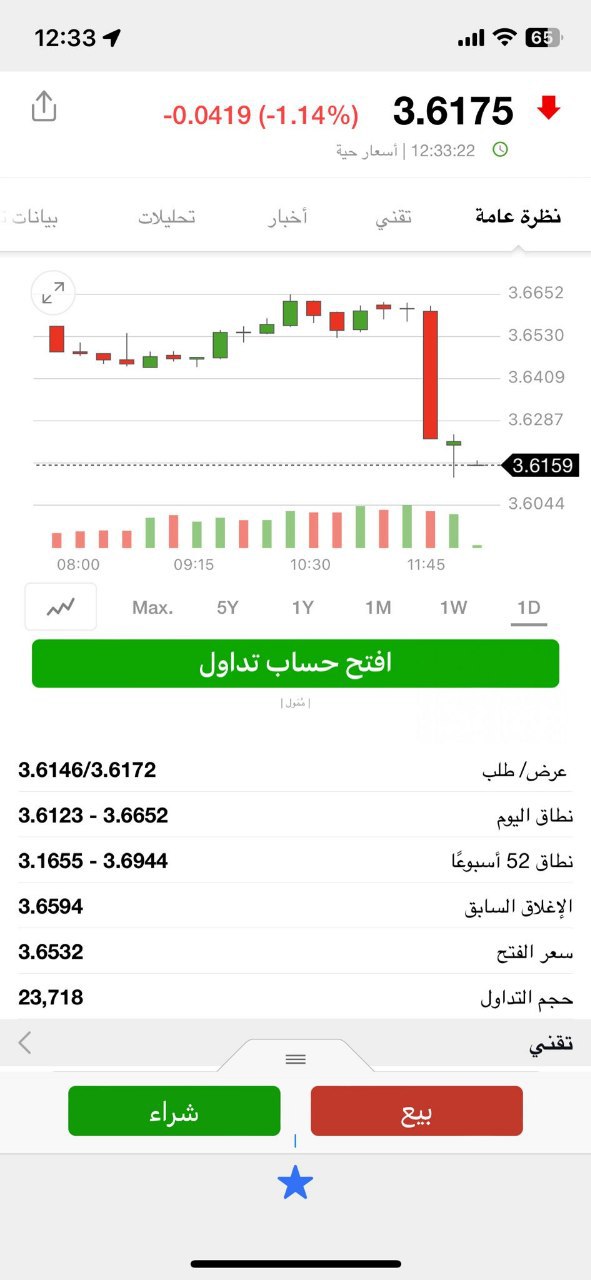 12:33
65
3.6175 -0.0419 (-1.14%)
12:33:22 | أسعار حية
نظرة عامة تقني أخبار تحليلات بيانات
3.6652
3.6530
3.6409
3.6287
3.6159
3.6044
08:00 09:15 10:30 11:45
Max. 5Y 1Y 1M 1W 1D
افتح حساب تداول
| مُمَول |
عرض/ طلب 3.6146/3.6172
نطاق اليوم 3.6123 - 3.6652
نطاق 52 أسبوعًا 3.1655 - 3.6944
الإغلاق السابق 3.6594
سعر الفتح 3.6532
حجم التداول 23,718
تقني
بيع شراء